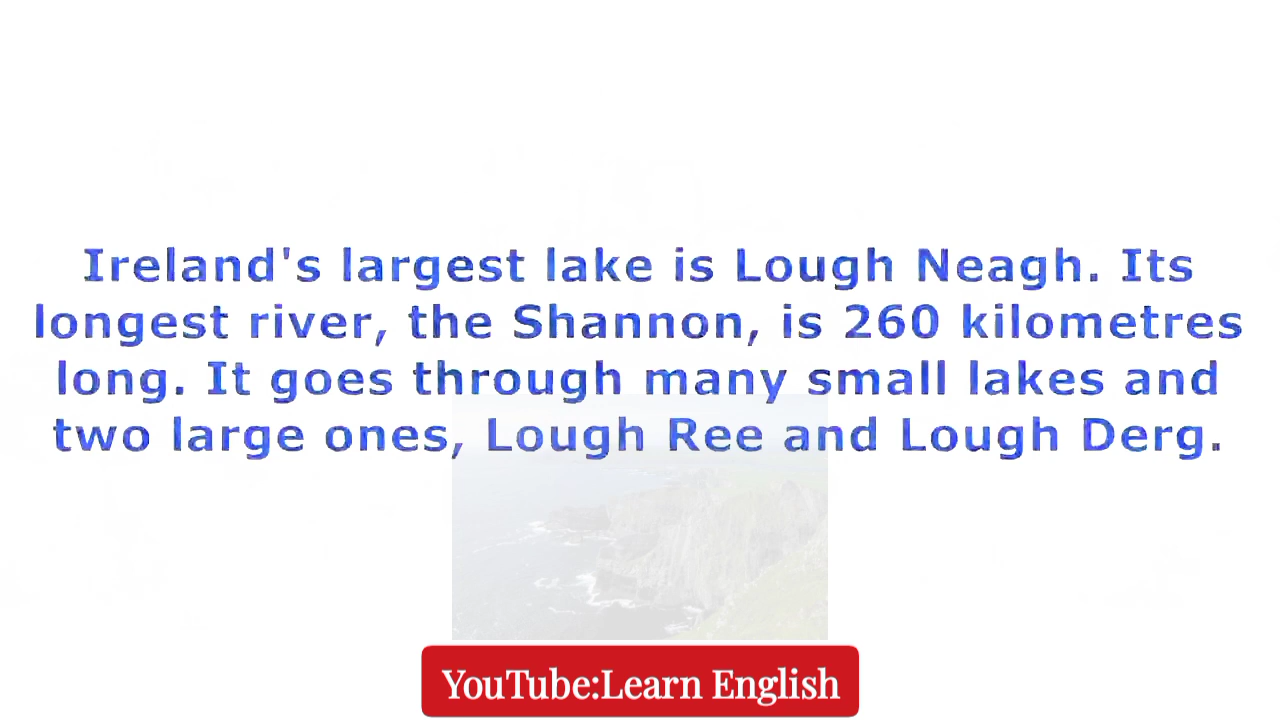 Ireland's largest lake is Lough Neagh. Its
longest river, the Shannon, is 260 kilometres
long. It goes through many small lakes and
two large ones, Lough Ree and Lough Derg.
YouTube:Learn English